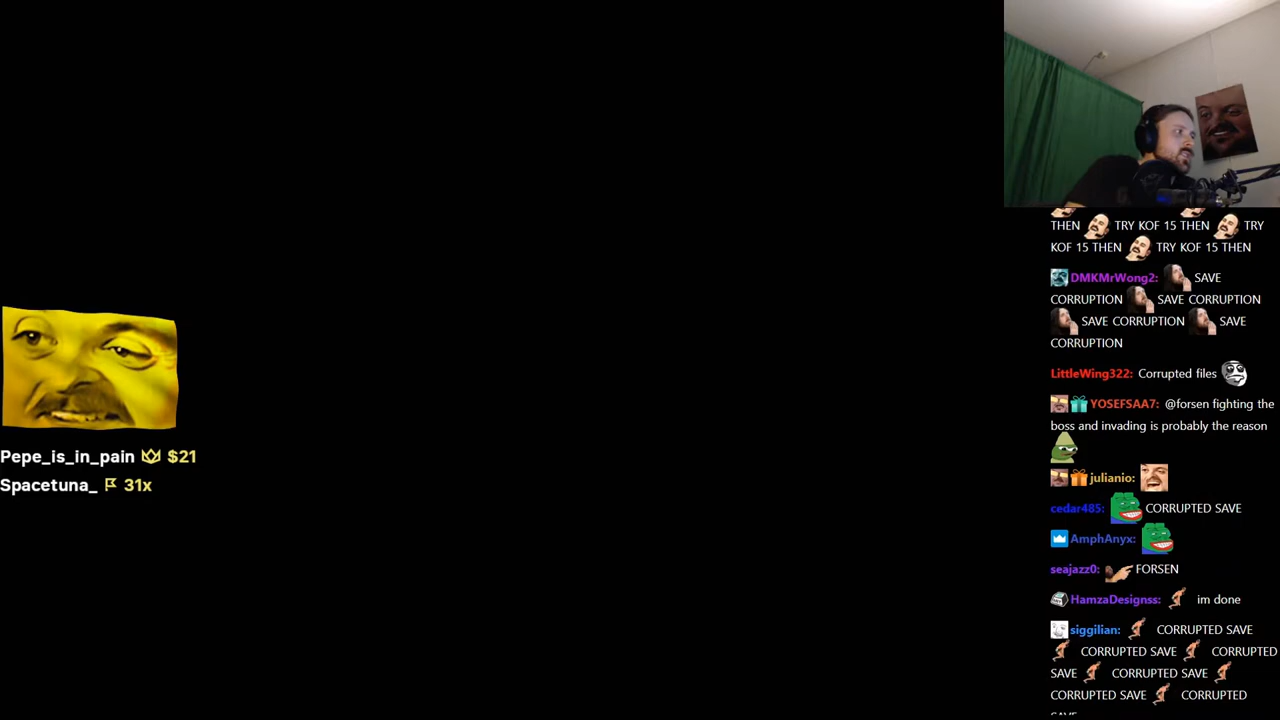 Pepe_is_in_pain $21
Spacetuna_ 31x
THEN TRY KOF 15 THEN TRY
KOF 15 THEN TRY KOF 15 THEN
DMKMrWong2: SAVE
CORRUPTION SAVE CORRUPTION
SAVE CORRUPTION SAVE
CORRUPTION
LittleWing322: Corrupted files
YOSEFSAA7: @forsen fighting the
boss and invading is probably the reason
julianio:
cedar485: CORRUPTED SAVE
AmphAnyx:
seajazz0: FORSEN
HamzaDesignss: im done
siggilian: CORRUPTED SAVE
CORRUPTED SAVE CORRUPTED
SAVE CORRUPTED SAVE
CORRUPTED SAVE CORRUPTED
SAVE